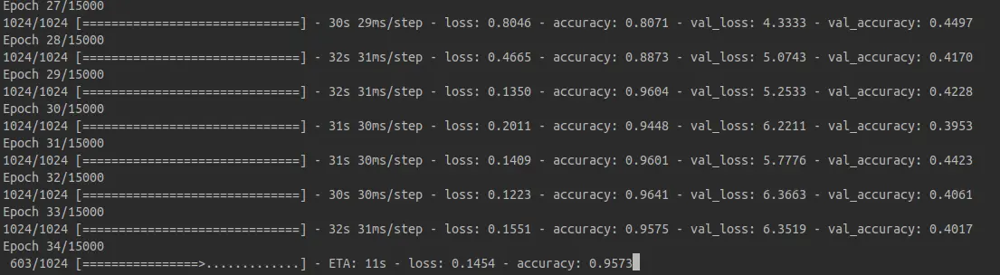 Epoch 27/15000
1024/1024 [==============================] - 30s 29ms/step - loss: 0.8046 - accuracy: 0.8071 - val_loss: 4.3333 - val_accuracy: 0.4497
Epoch 28/15000
1024/1024 [==============================] - 32s 31ms/step - loss: 0.4665 - accuracy: 0.8873 - val_loss: 5.0743 - val_accuracy: 0.4170
Epoch 29/15000
1024/1024 [==============================] - 32s 31ms/step - loss: 0.1350 - accuracy: 0.9604 - val_loss: 5.2533 - val_accuracy: 0.4228
Epoch 30/15000
1024/1024 [==============================] - 31s 30ms/step - loss: 0.2011 - accuracy: 0.9448 - val_loss: 6.2211 - val_accuracy: 0.3953
Epoch 31/15000
1024/1024 [==============================] - 31s 30ms/step - loss: 0.1409 - accuracy: 0.9601 - val_loss: 5.7776 - val_accuracy: 0.4423
Epoch 32/15000
1024/1024 [==============================] - 30s 30ms/step - loss: 0.1223 - accuracy: 0.9641 - val_loss: 6.3663 - val_accuracy: 0.4061
Epoch 33/15000
1024/1024 [==============================] - 32s 31ms/step - loss: 0.1551 - accuracy: 0.9575 - val_loss: 6.3519 - val_accuracy: 0.4017
Epoch 34/15000
603/1024 [================>.............] - ETA: 11s - loss: 0.1454 - accuracy: 0.9573